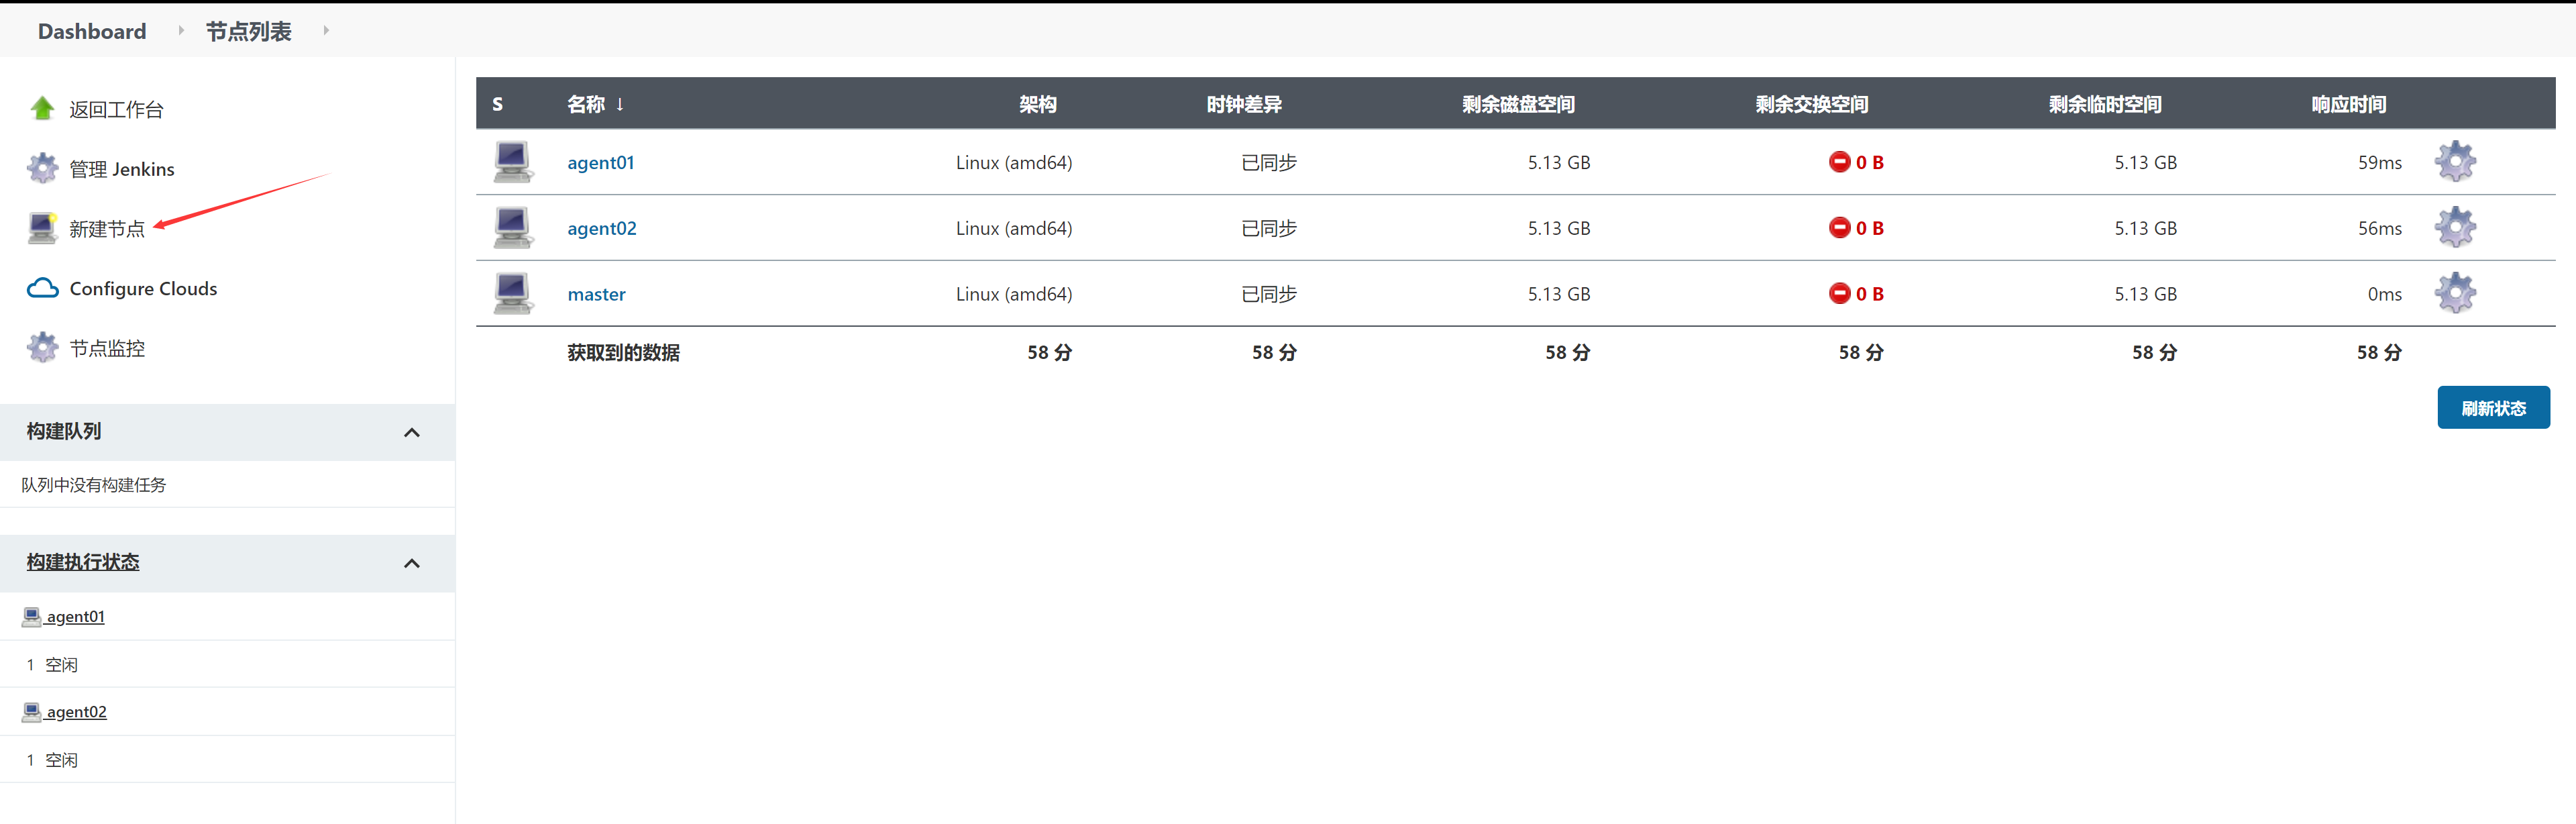 Dashboard 节点列表
返回工作台
管理 Jenkins
新建节点
Configure Clouds
节点监控
构建队列
队列中没有构建任务
构建执行状态
agent01
1 空闲
agent02
1 空闲
S 名称 ↓ 架构 时钟差异 剩余磁盘空间 剩余交换空间 剩余临时空间 响应时间
agent01 Linux (amd64) 已同步 5.13 GB 0 B 5.13 GB 59ms
agent02 Linux (amd64) 已同步 5.13 GB 0 B 5.13 GB 56ms
master Linux (amd64) 已同步 5.13 GB 0 B 5.13 GB 0ms
获取到的数据 58 分 58 分 58 分 58 分 58 分 58 分
刷新状态